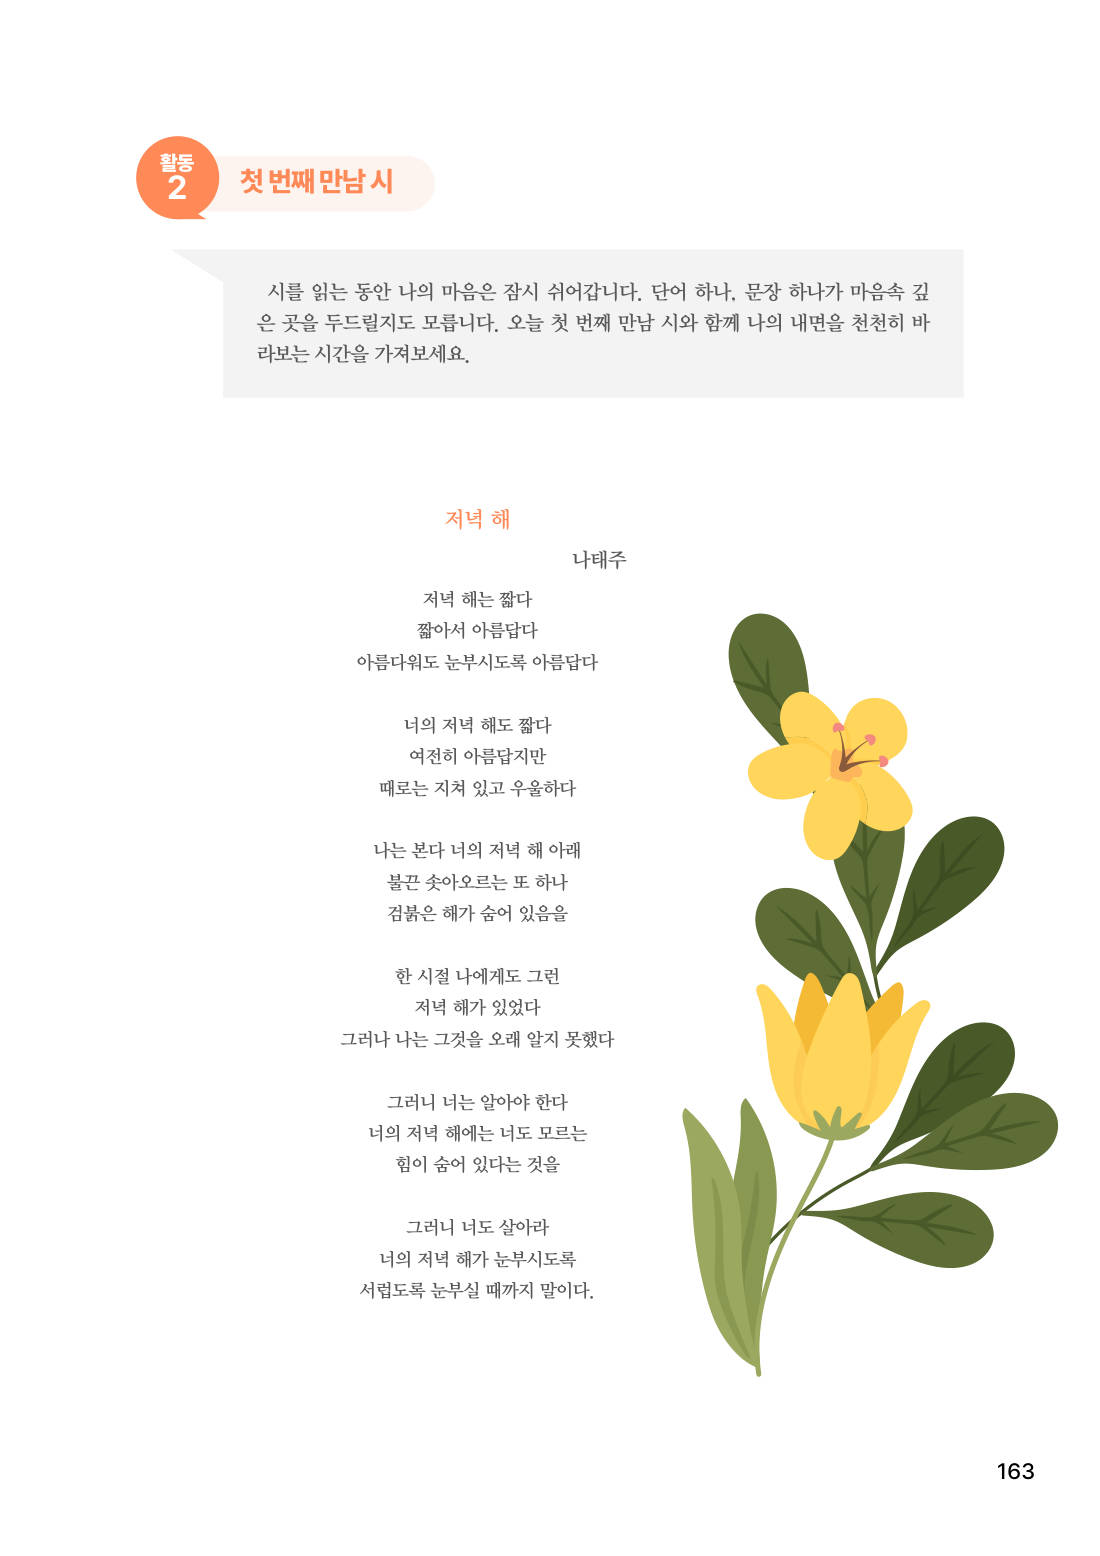 활동
2
첫 번째 만남 시
시를 읽는 동안 나의 마음은 잠시 쉬어갑니다. 단어 하나, 문장 하나가 마음속 깊
은 곳을 두드릴지도 모릅니다. 오늘 첫 번째 만남 시와 함께 나의 내면을 천천히 바
라보는 시간을 가져보세요.
저녁 해
나태주
저녁 해는 짧다
짧아서 아름답다
아름다워도 눈부시도록 아름답다
너의 저녁 해도 짧다
여전히 아름답지만
때로는 지쳐 있고 우울하다
나는 본다 너의 저녁 해 아래
불끈 솟아오르는 또 하나
검붉은 해가 숨어 있음을
한 시절 나에게도 그런
저녁 해가 있었다
그러나 나는 그것을 오래 알지 못했다
그러니 너는 알아야 한다
너의 저녁 해에는 너도 모르는
힘이 숨어 있다는 것을
그러니 너도 살아라
너의 저녁 해가 눈부시도록
서럽도록 눈부실 때까지 말이다.
163